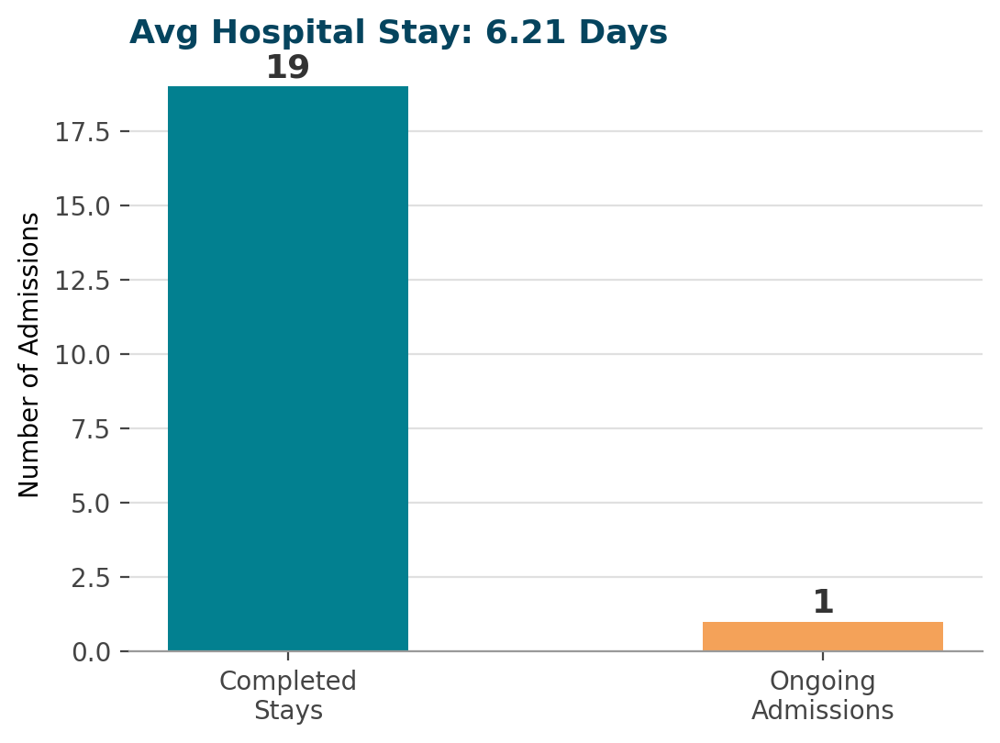 Avg Hospital Stay: 6.21 Days
19
17.5
15.0
12.5
10.0
7.5
5.0
2.5
0.0
Number of Admissions
1
Completed
Stays
Ongoing
Admissions